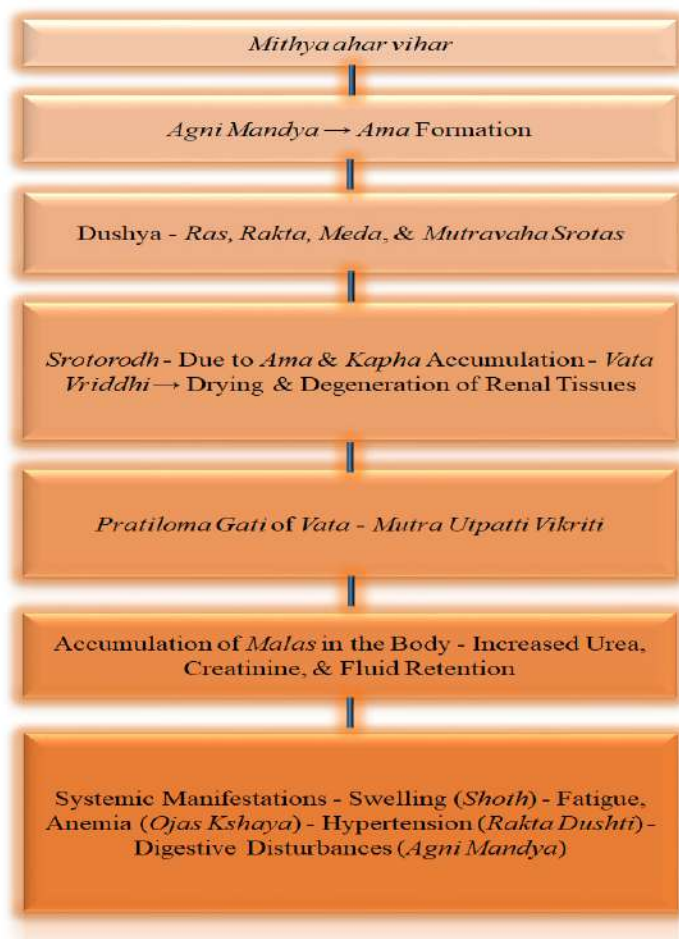 Mithya ahar vihar
Agni Mandya → Ama Formation
Dushya - Ras, Rakta, Meda, & Mutravaha Srotas
Srotorodh - Due to Ama & Kapha Accumulation - Vata
Vriddhi → Drying & Degeneration of Renal Tissues
Pratiloma Gati of Vata - Mutra Utpatti Vikriti
Accumulation of Malas in the Body - Increased Urea,
Creatinine, & Fluid Retention
Systemic Manifestations - Swelling (Shoth) - Fatigue,
Anemia (Ojas Kshaya) - Hypertension (Rakta Dushti) -
Digestive Disturbances (Agni Mandya)